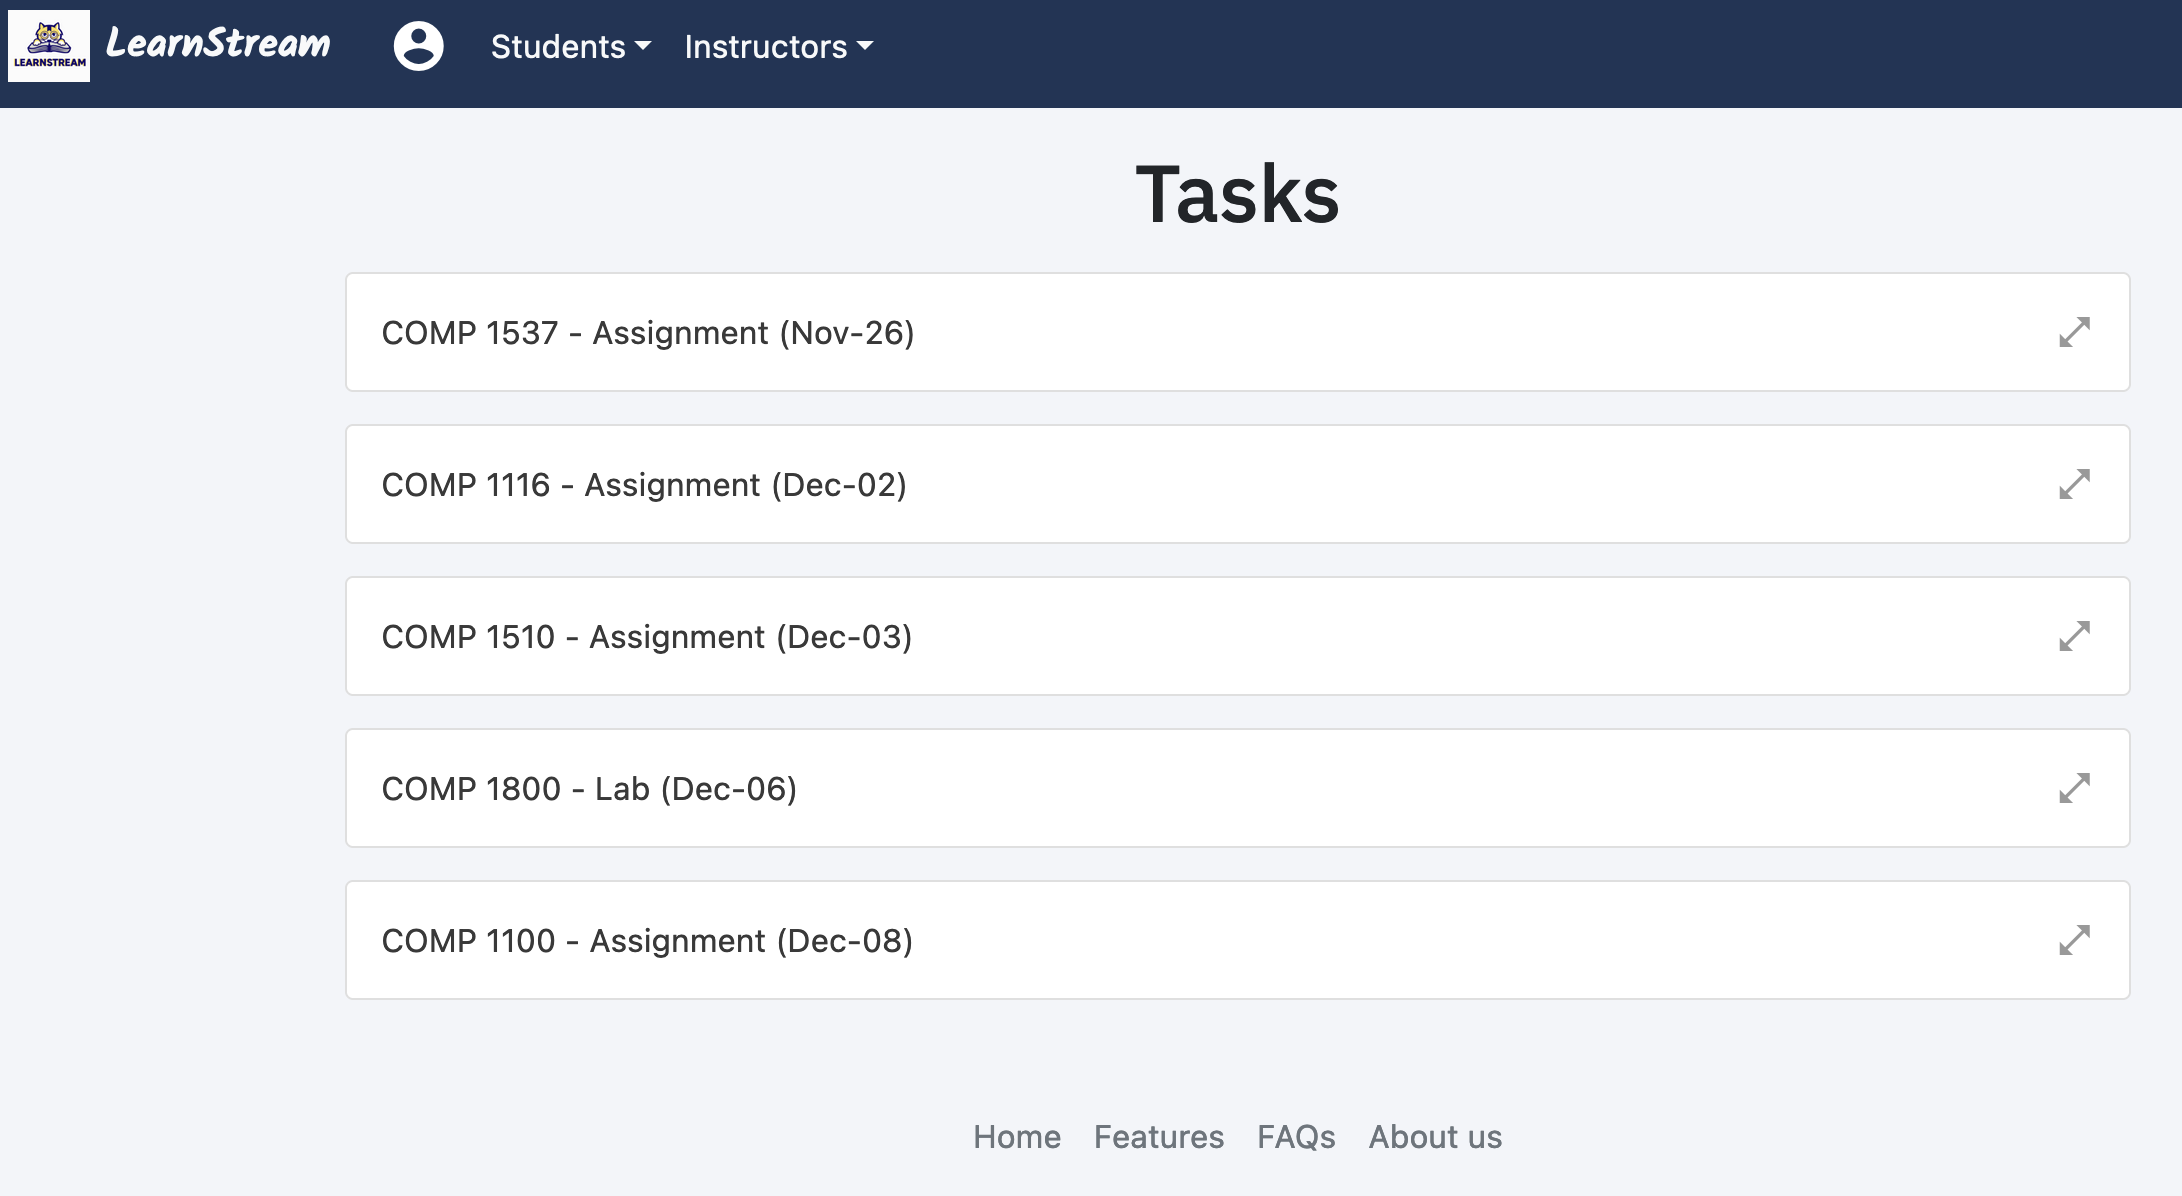 LEARNSTREAM
LearnStream
Students
Instructors
Tasks
COMP 1537 - Assignment (Nov-26)
COMP 1116 - Assignment (Dec-02)
COMP 1510 - Assignment (Dec-03)
COMP 1800 - Lab (Dec-06)
COMP 1100 - Assignment (Dec-08)
Home Features FAQs About us